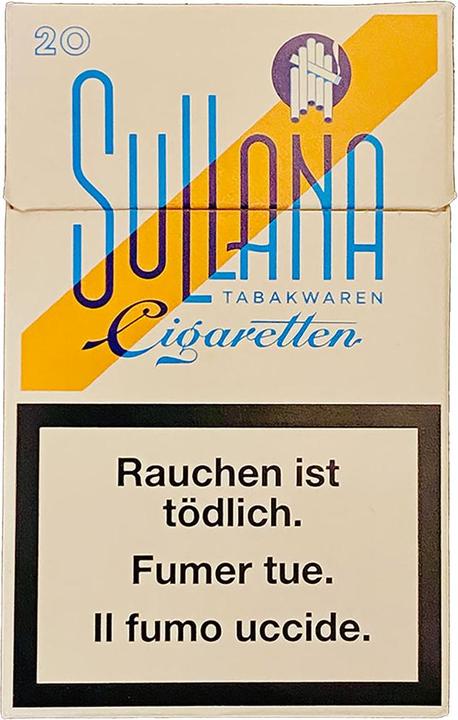 20
SULLANA
TABAKWAREN
Cigaretten
Rauchen ist
tödlich.
Fumer tue.
Il fumo uccide.